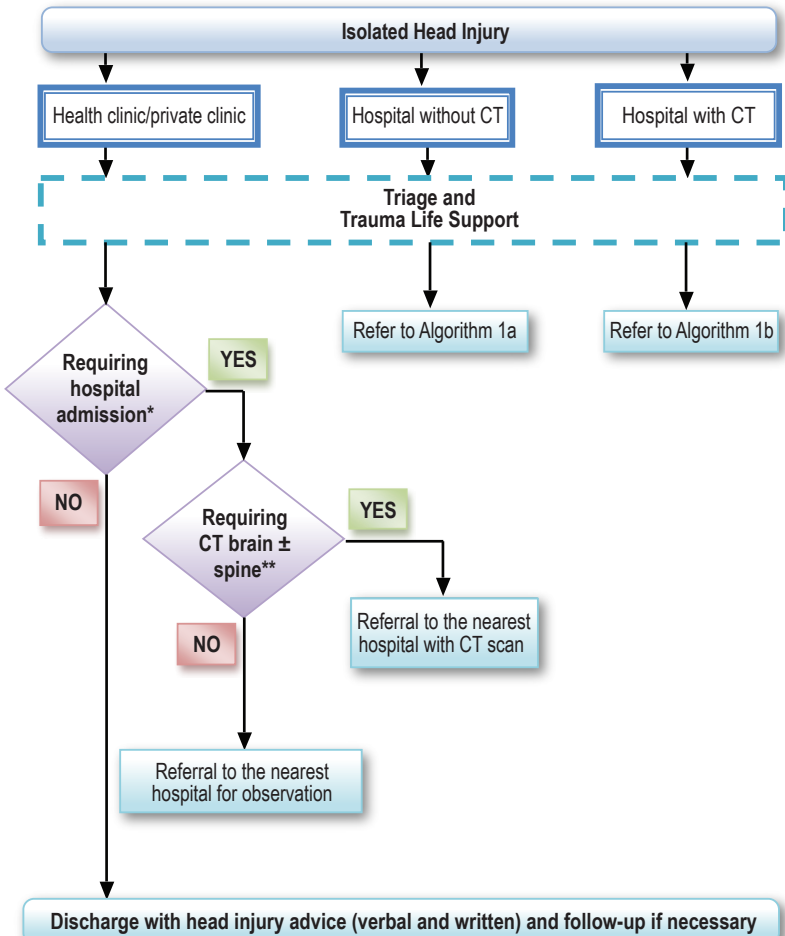 Isolated Head Injury
Health clinic/private clinic
Hospital without CT
Hospital with CT
Triage and
Trauma Life Support
Refer to Algorithm 1a
Refer to Algorithm 1b
Requiring
hospital
admission*
YES
NO
Requiring
CT brain ±
spine**
YES
NO
Referral to the nearest
hospital with CT scan
Referral to the nearest
hospital for observation
Discharge with head injury advice (verbal and written) and follow-up if necessary